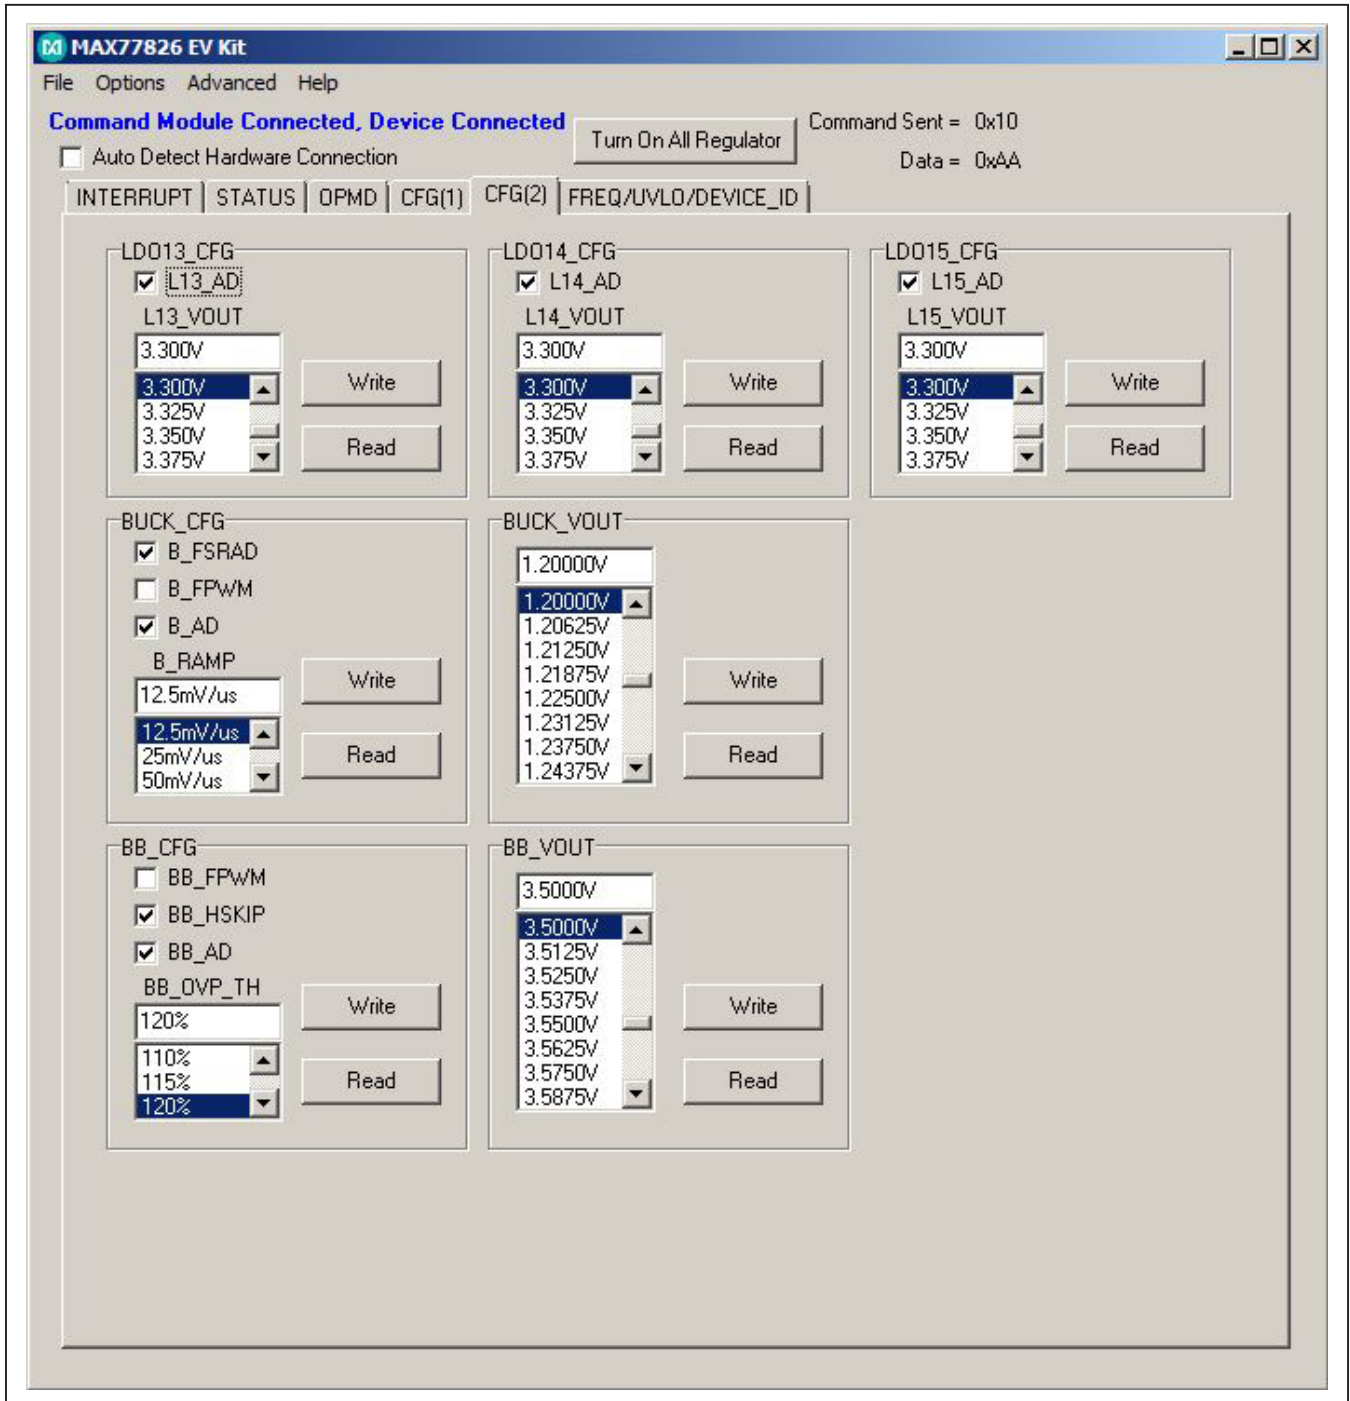 MAX77826 EV Kit
File Options Advanced Help
Command Module Connected, Device Connected
Turn On All Regulator
Command Sent = 0x10
Auto Detect Hardware Connection
Data = 0xAA
INTERRUPT STATUS OPMD CFG(1) CFG(2) FREQ/UVLO/DEVICE_ID
LDO13_CFG
L13_AD
L13_VOUT
3.300V
3.300V
3.325V
3.350V
3.375V
Write
Read
LDO14_CFG
L14_AD
L14_VOUT
3.300V
3.300V
3.325V
3.350V
3.375V
Write
Read
LDO15_CFG
L15_AD
L15_VOUT
3.300V
3.300V
3.325V
3.350V
3.375V
Write
Read
BUCK_CFG
B_FSRAD
B_FPWM
B_AD
B_RAMP
12.5mV/us
12.5mV/us
25mV/us
50mV/us
Write
Read
BUCK_VOUT
1.20000V
1.20000V
1.20625V
1.21250V
1.21875V
1.22500V
1.23125V
1.23750V
1.24375V
Write
Read
BB_CFG
BB_FPWM
BB_HSKIP
BB_AD
BB_OVP_TH
120%
110%
115%
120%
Write
Read
BB_VOUT
3.5000V
3.5000V
3.5125V
3.5250V
3.5375V
3.5500V
3.5625V
3.5750V
3.5875V
Write
Read